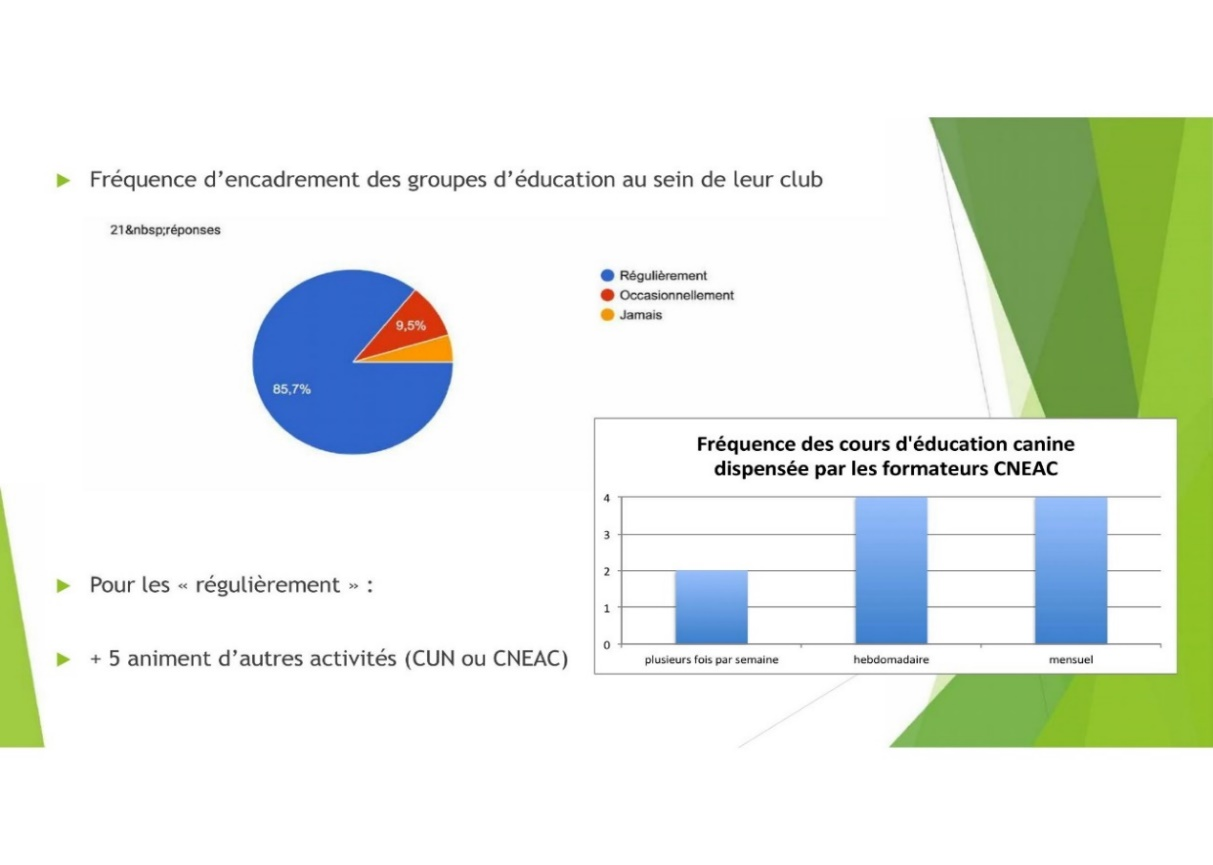 Fréquence d'encadrement des groupes d'éducation au sein de leur club
21&nbsp;réponses
Régulièrement
Occasionnellement
Jamais
9,5%
85,7%
Fréquence des cours d'éducation canine
dispensée par les formateurs CNEAC
4
3
2
1
0
plusieurs fois par semaine
hebdomadaire
mensuel
Pour les « régulièrement » :
+ 5 animent d'autres activités (CUN ou CNEAC)